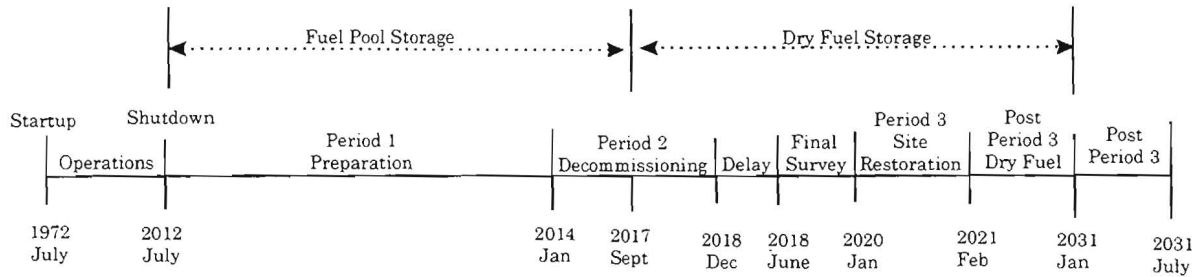 Fuel Pool Storage
Dry Fuel Storage
Startup
Shutdown
Operations
Period 1
Preparation
Period 2
Decommissioning
Delay
Final
Survey
Period 3
Site
Restoration
Post
Period 3
Dry Fuel
Post
Period 3
1972
July
2012
July
2014
Jan
2017
Sept
2018
Dec
2018
June
2020
Jan
2021
Feb
2031
Jan
2031
July